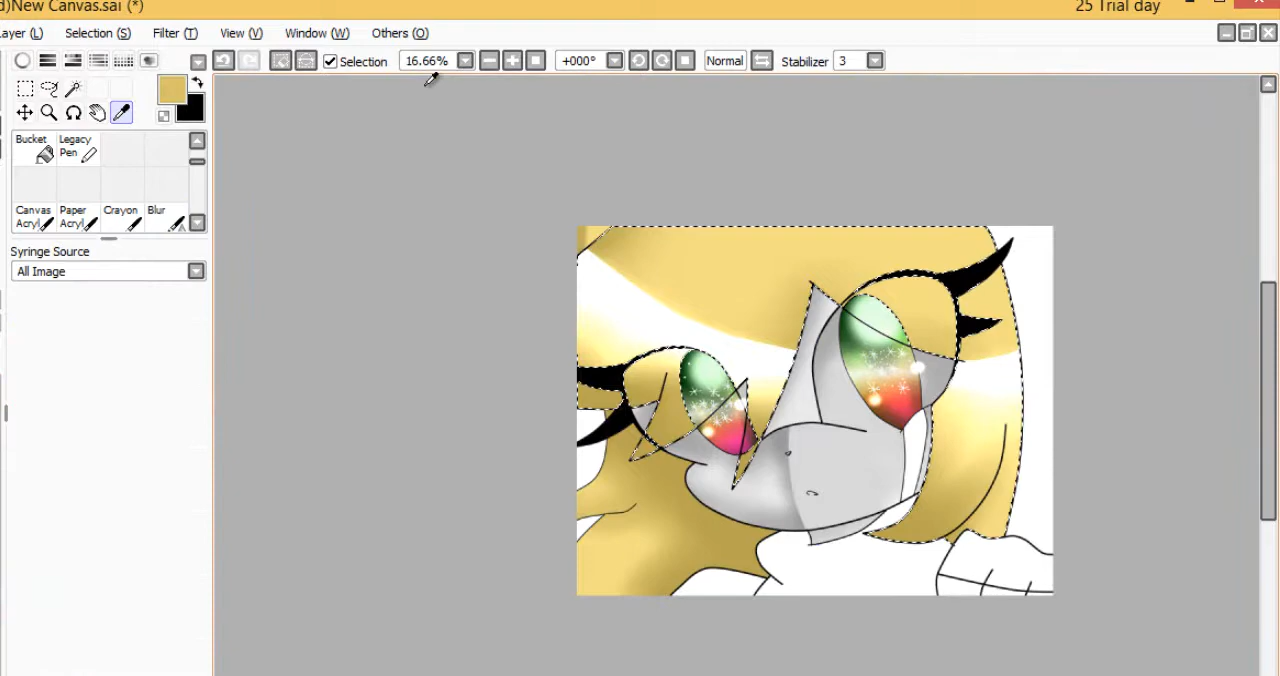 d)New Canvas.sai (*)
25 Trial day
ayer (L) Selection (S) Filter (T) View (V) Window (W) Others (O)
Selection 16.66% +000° Normal Stabilizer 3
Bucket Legacy
Pen
Canvas Paper Crayon Blur
Acryl Acryl
Syringe Source
All Image